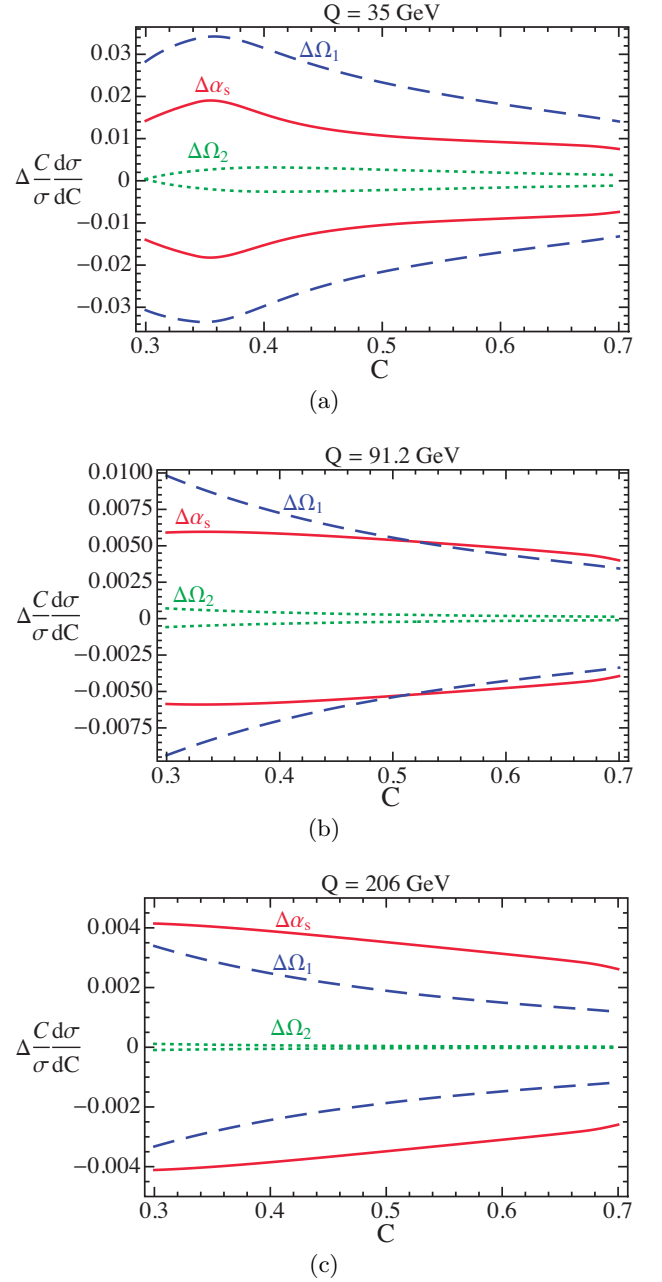 Q = 35 GeV
0.03
0.02
0.01
0
−0.01
−0.02
−0.03
Δ C/σ dσ/dC
ΔΩ₁
Δαₛ
ΔΩ₂
0.3 0.4 0.5 0.6 0.7
C
(a)
Q = 91.2 GeV
0.0100
0.0075
0.0050
0.0025
0
−0.0025
−0.0050
−0.0075
Δ C/σ dσ/dC
ΔΩ₁
Δαₛ
ΔΩ₂
0.3 0.4 0.5 0.6 0.7
C
(b)
Q = 206 GeV
0.004
0.002
0
−0.002
−0.004
Δ C/σ dσ/dC
Δαₛ
ΔΩ₁
ΔΩ₂
0.3 0.4 0.5 0.6 0.7
C
(c)